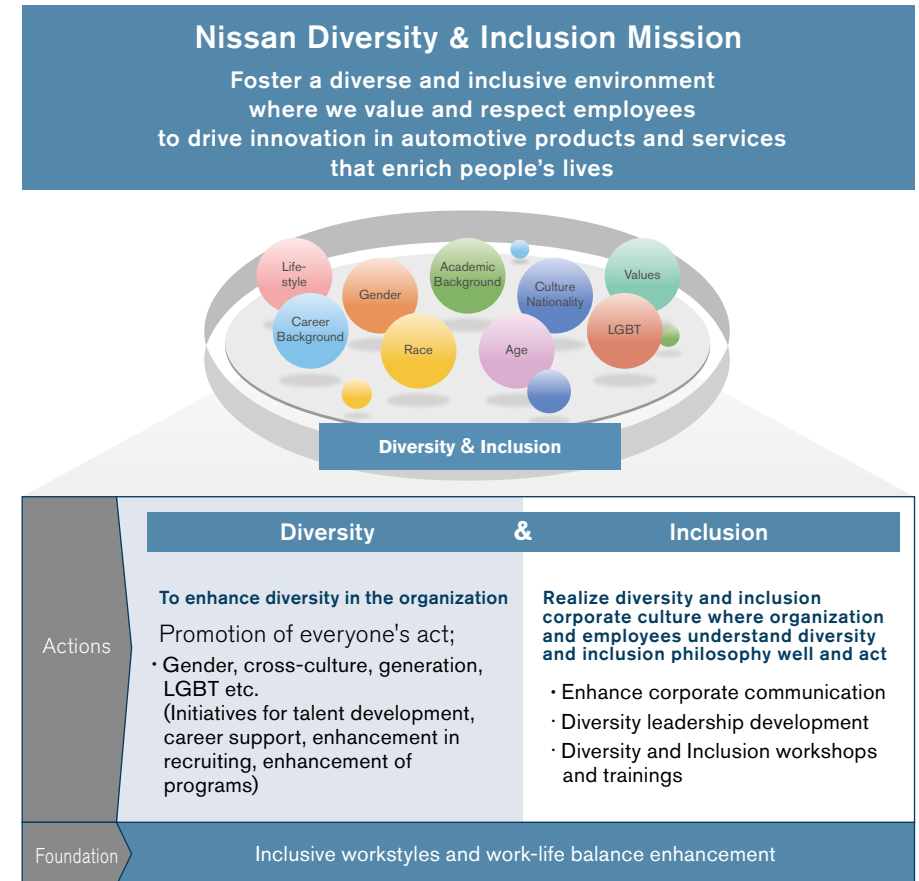 Nissan Diversity & Inclusion Mission
Foster a diverse and inclusive environment
where we value and respect employees
to drive innovation in automotive products and services
that enrich people’s lives
Life-
style
Gender
Academic
Background
Culture
Nationality
Values
Career
Background
Race
Age
LGBT
Diversity & Inclusion
Diversity & Inclusion
Actions
To enhance diversity in the organization
Promotion of everyone's act;
・Gender, cross-culture, generation,
LGBT etc.
(Initiatives for talent development,
career support, enhancement in
recruiting, enhancement of
programs)
Realize diversity and inclusion
corporate culture where organization
and employees understand diversity
and inclusion philosophy well and act
・Enhance corporate communication
・Diversity leadership development
・Diversity and Inclusion workshops
and trainings
Foundation
Inclusive workstyles and work-life balance enhancement